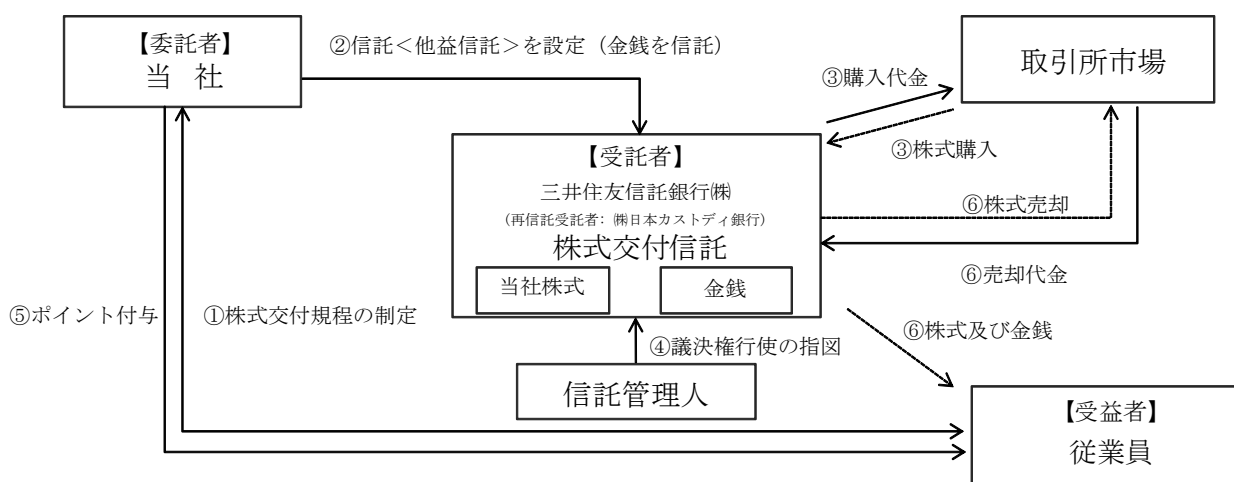 【委託者】
当　社
②信託<他益信託>を設定（金銭を信託）
取引所市場
③購入代金
③株式購入
【受託者】
三井住友信託銀行㈱
(再信託受託者：㈱日本カストディ銀行)
株式交付信託
当社株式
金銭
⑥株式売却
⑥売却代金
⑤ポイント付与
①株式交付規程の制定
④議決権行使の指図
⑥株式及び金銭
信託管理人
【受益者】
従業員